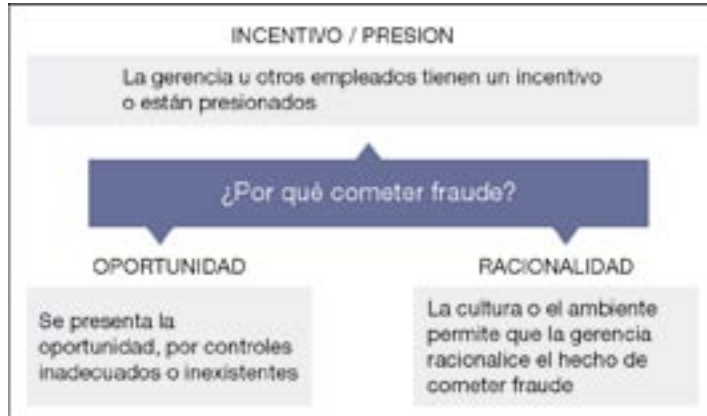 INCENTIVO / PRESION
La gerencia u otros empleados tienen un incentivo
o están presionados
¿Por qué cometer fraude?
OPORTUNIDAD
Se presenta la
oportunidad, por controles
inadecuados o inexistentes
RACIONALIDAD
La cultura o el ambiente
permite que la gerencia
racionalice el hecho de
cometer fraude